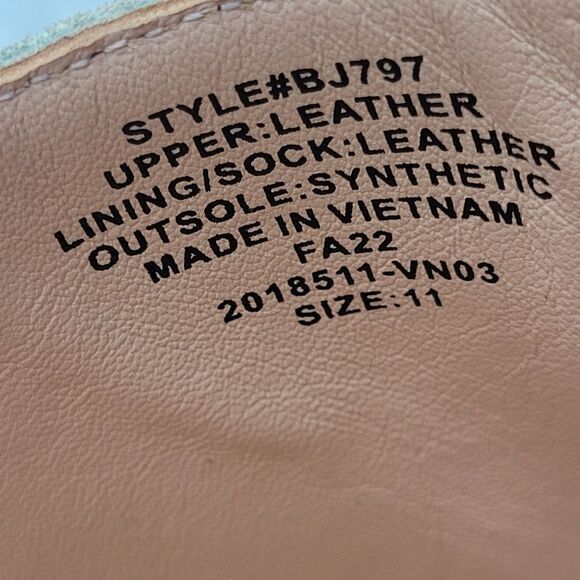 STYLE#BJ797
UPPER:LEATHER
LINING/SOCK:LEATHER
OUTSOLE:SYNTHETIC
MADE IN VIETNAM
FA22
2018511-VN03
SIZE:11